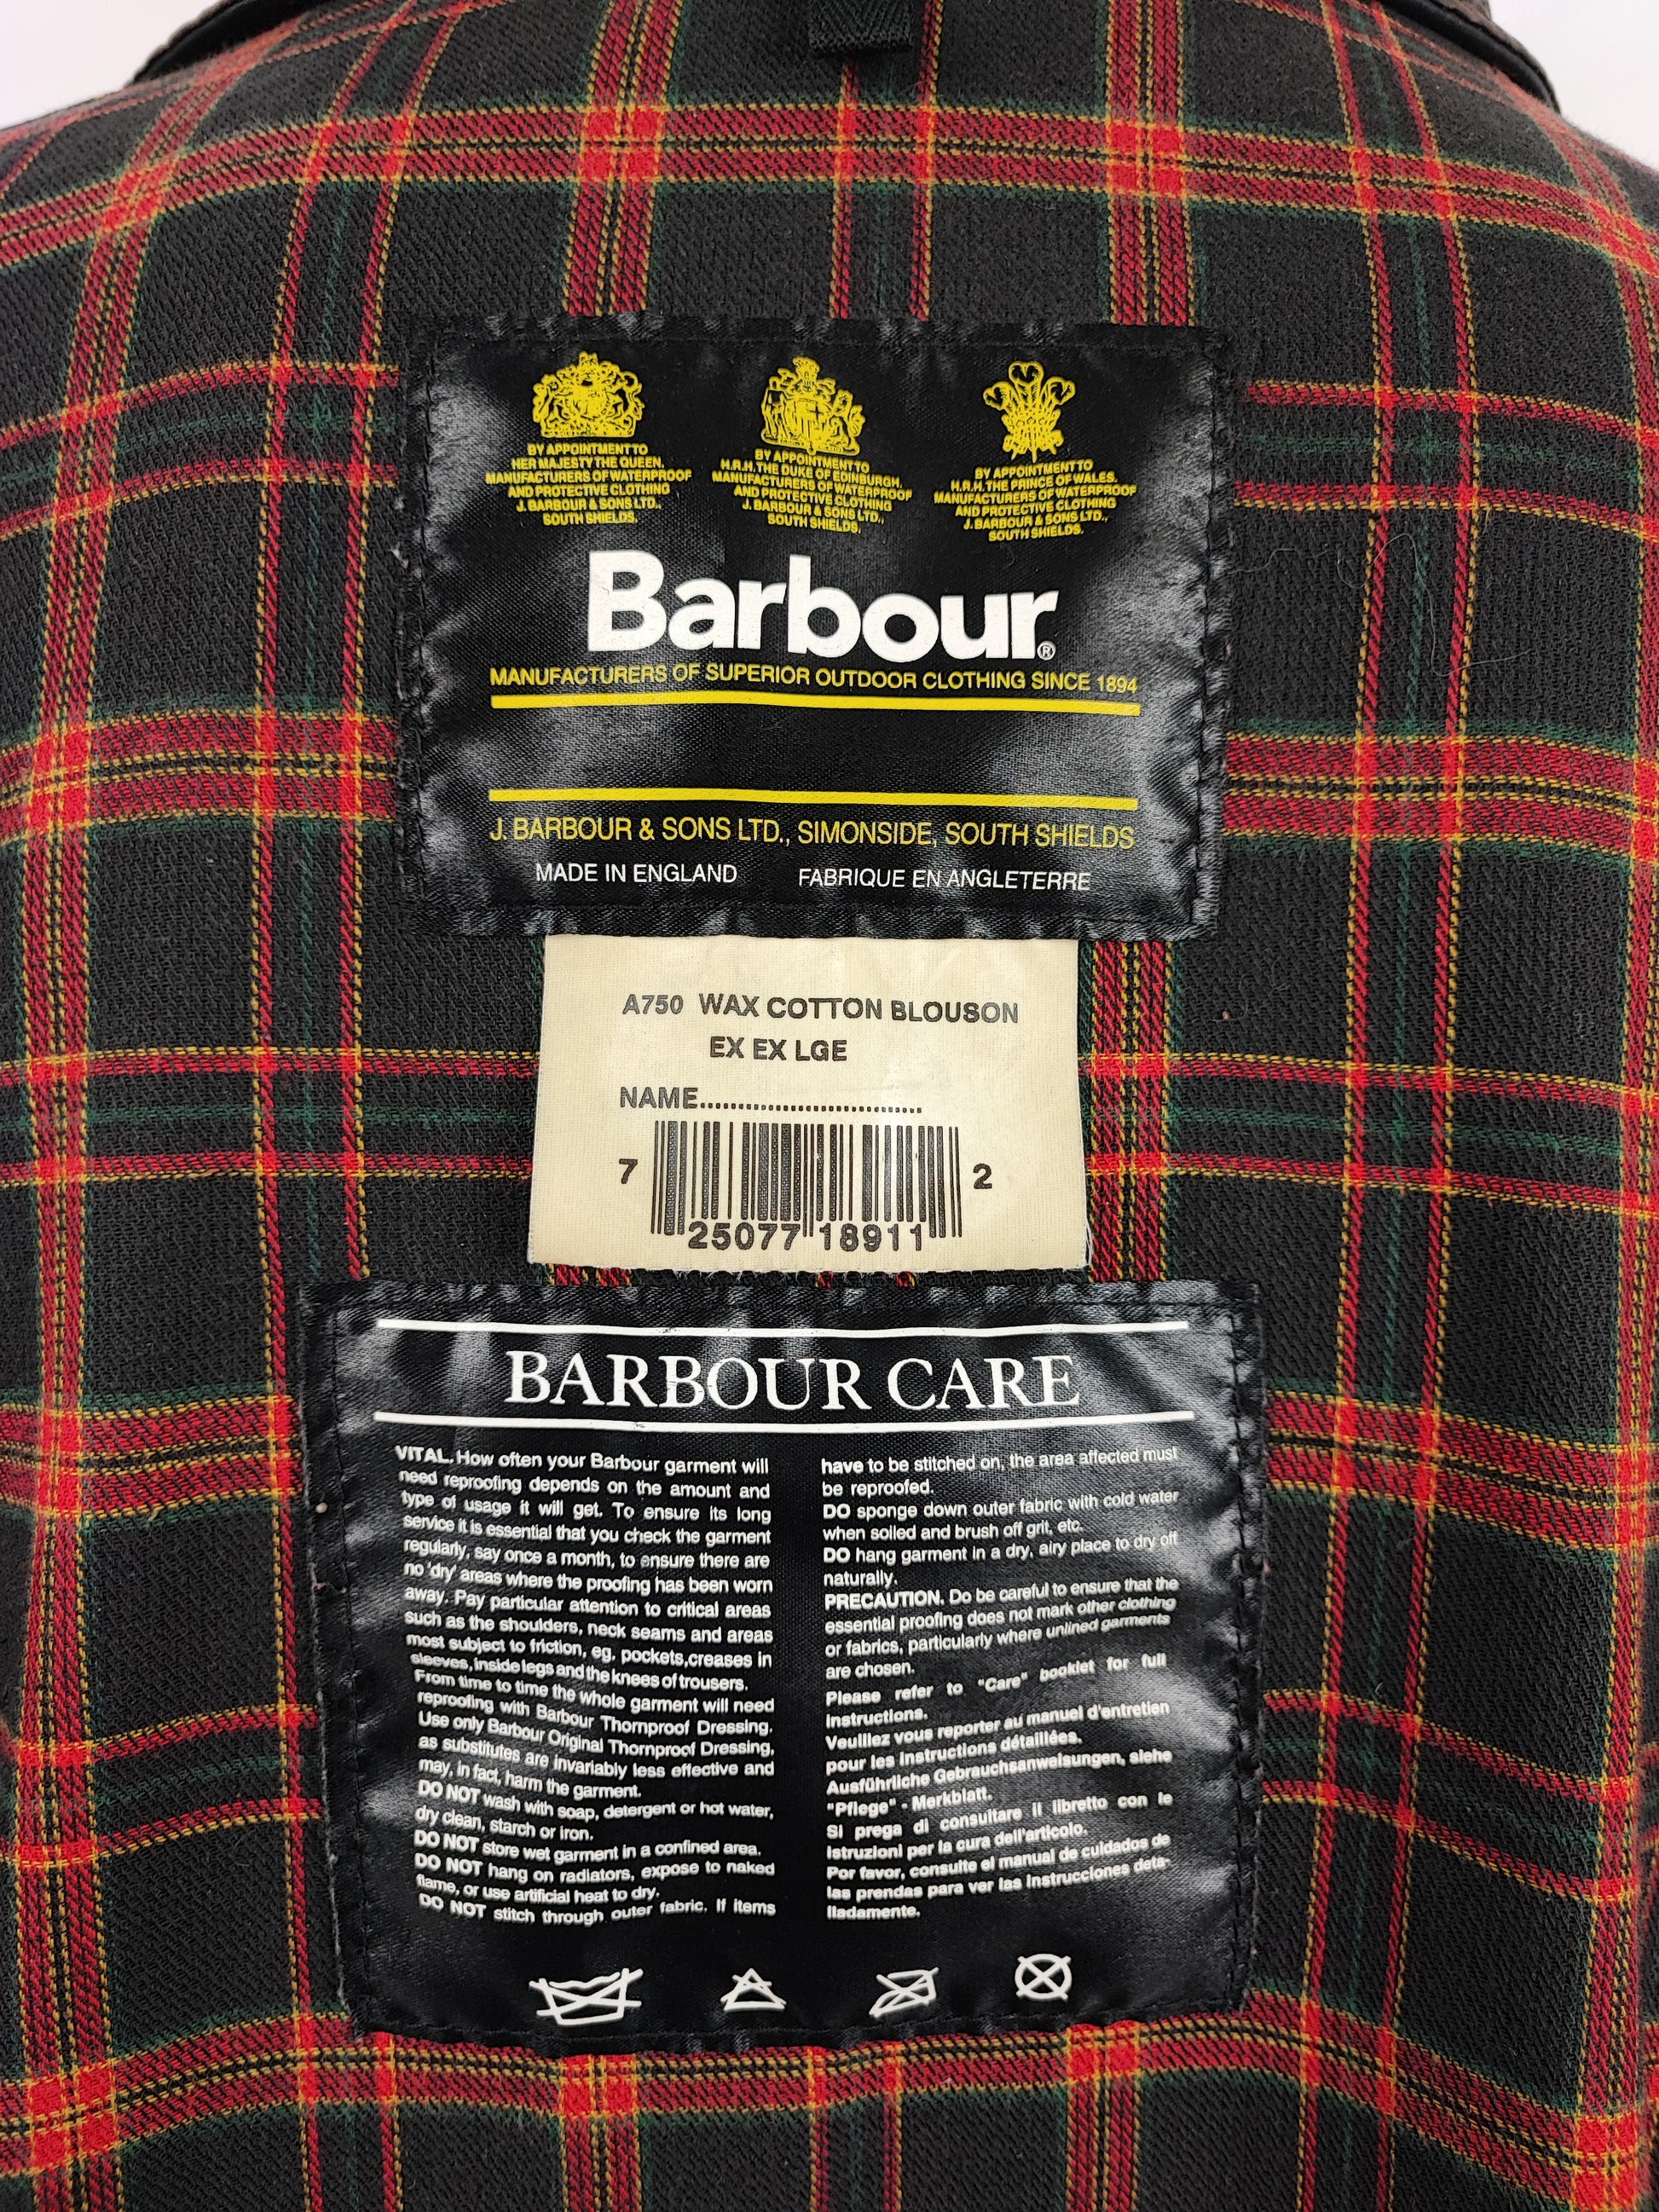 BY APPOINTMENT TO
HER MAJESTY THE QUEEN.
MANUFACTURERS OF WATERPROOF
AND PROTECTIVE CLOTHING
J. BARBOUR & SONS LTD.,
SOUTH SHIELDS.
BY APPOINTMENT TO
H.R.H. THE DUKE OF EDINBURGH.
MANUFACTURERS OF WATERPROOF
AND PROTECTIVE CLOTHING
J. BARBOUR & SONS LTD.,
SOUTH SHIELDS.
BY APPOINTMENT TO
H.R.H. THE PRINCE OF WALES.
MANUFACTURERS OF WATERPROOF
AND PROTECTIVE CLOTHING
J. BARBOUR & SONS LTD.,
SOUTH SHIELDS.
Barbour®
MANUFACTURERS OF SUPERIOR OUTDOOR CLOTHING SINCE 1894
J. BARBOUR & SONS LTD., SIMONSIDE, SOUTH SHIELDS
MADE IN ENGLAND FABRIQUE EN ANGLETERRE
A750 WAX COTTON BLOUSON
EX EX LGE
NAME..............................
7 25077 18911 2
BARBOUR CARE
VITAL. How often your Barbour garment will
need reproofing depends on the amount and
type of usage it will get. To ensure its long
service it is essential that you check the garment
regularly, say once a month, to ensure there are
no 'dry' areas where the proofing has been worn
away. Pay particular attention to critical areas
such as the shoulders, neck seams and areas
most subject to friction, eg. pockets,creases in
sleeves, inside legs and the knees of trousers.
From time to time the whole garment will need
reproofing with Barbour Thornproof Dressing.
Use only Barbour Original Thornproof Dressing,
as substitutes are invariably less effective and
may, in fact, harm the garment.
DO NOT wash with soap, detergent or hot water,
dry clean, starch or iron.
DO NOT store wet garment in a confined area.
DO NOT hang on radiators, expose to naked
flame, or use artificial heat to dry.
DO NOT stitch through outer fabric. If items
have to be stitched on, the area affected must
be reproofed.
DO sponge down outer fabric with cold water
when soiled and brush off grit, etc.
DO hang garment in a dry, airy place to dry off
naturally.
PRECAUTION. Do be careful to ensure that the
essential proofing does not mark other clothing
or fabrics, particularly where unlined garments
are chosen.
Please refer to "Care" booklet for full
instructions.
Veuillez vous reporter au manuel d'entretien
pour les instructions détaillées.
Ausführliche Gebrauchsanweisungen, siehe
"Pflege" - Merkblatt.
Si prega di consultare il libretto con le
istruzioni per la cura dell'articolo.
Por favor, consulte el manual de cuidados de
las prendas para ver las instrucciones deta-
lladamente.